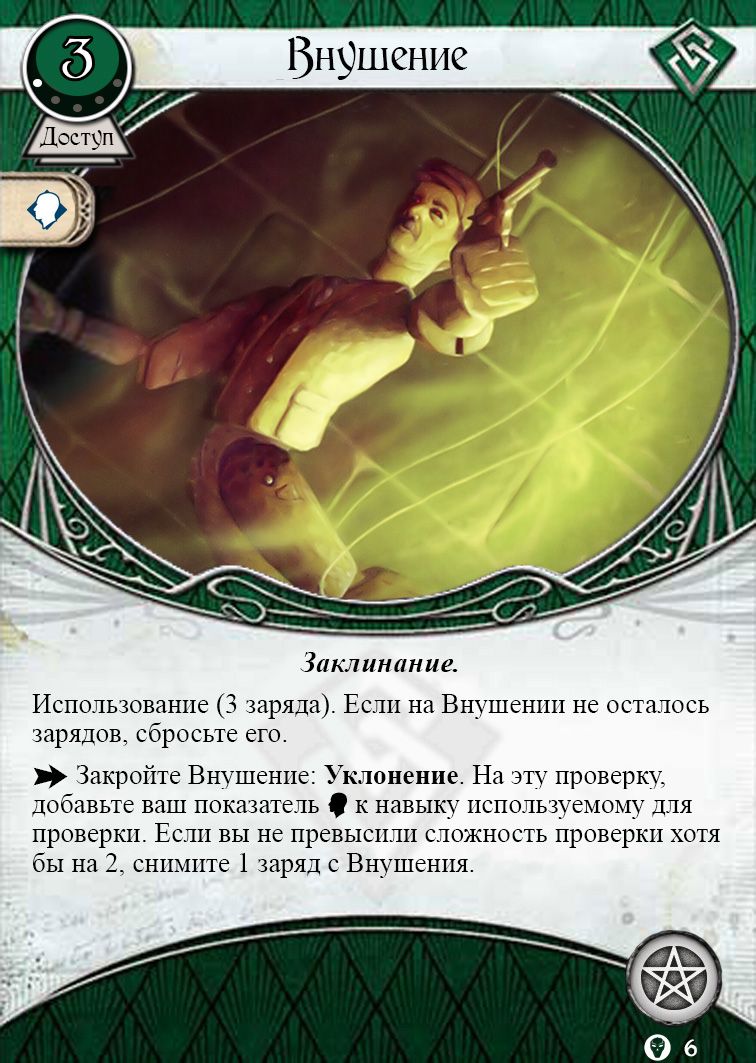 3
Внушение
Доступ
Заклинание.
Использование (3 заряда). Если на Внушении не осталось
зарядов, сбросьте его.
Закройте Внушение: Уклонение. На эту проверку,
добавьте ваш показатель к навыку используемому для
проверки. Если вы не превысили сложность проверки хотя
бы на 2, снимите 1 заряд с Внушения.
6